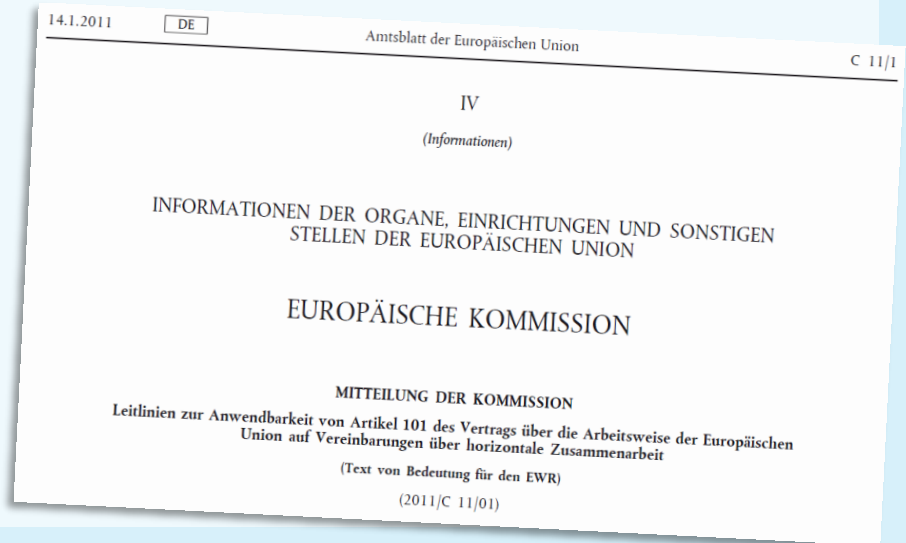 14.1.2011 DE Amtsblatt der Europäischen Union C 11/1
IV
(Informationen)
INFORMATIONEN DER ORGANE, EINRICHTUNGEN UND SONSTIGEN
STELLEN DER EUROPÄISCHEN UNION
EUROPÄISCHE KOMMISSION
MITTEILUNG DER KOMMISSION
Leitlinien zur Anwendbarkeit von Artikel 101 des Vertrags über die Arbeitsweise der Europäischen
Union auf Vereinbarungen über horizontale Zusammenarbeit
(Text von Bedeutung für den EWR)
(2011/C 11/01)